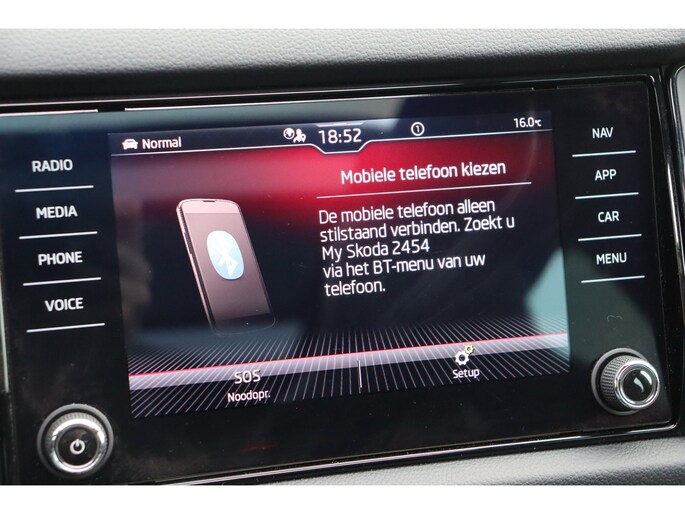 Normal
18:52
1
16.0°C
RADIO
MEDIA
PHONE
VOICE
NAV
APP
CAR
MENU
Mobiele telefoon kiezen
De mobiele telefoon alleen
stilstaand verbinden. Zoekt u
My Skoda 2454
via het BT-menu van uw
telefoon.
SOS
Noodopr.
Setup